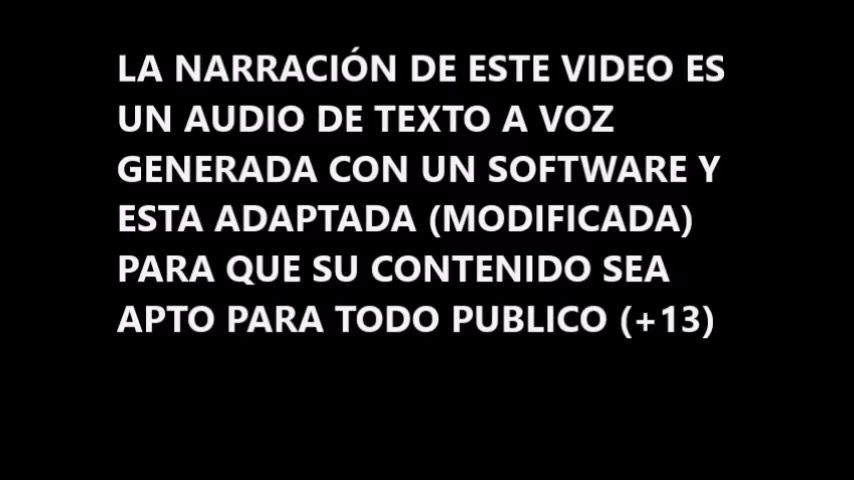 LA NARRACIÓN DE ESTE VIDEO ES
UN AUDIO DE TEXTO A VOZ
GENERADA CON UN SOFTWARE Y
ESTA ADAPTADA (MODIFICADA)
PARA QUE SU CONTENIDO SEA
APTO PARA TODO PUBLICO (+13)